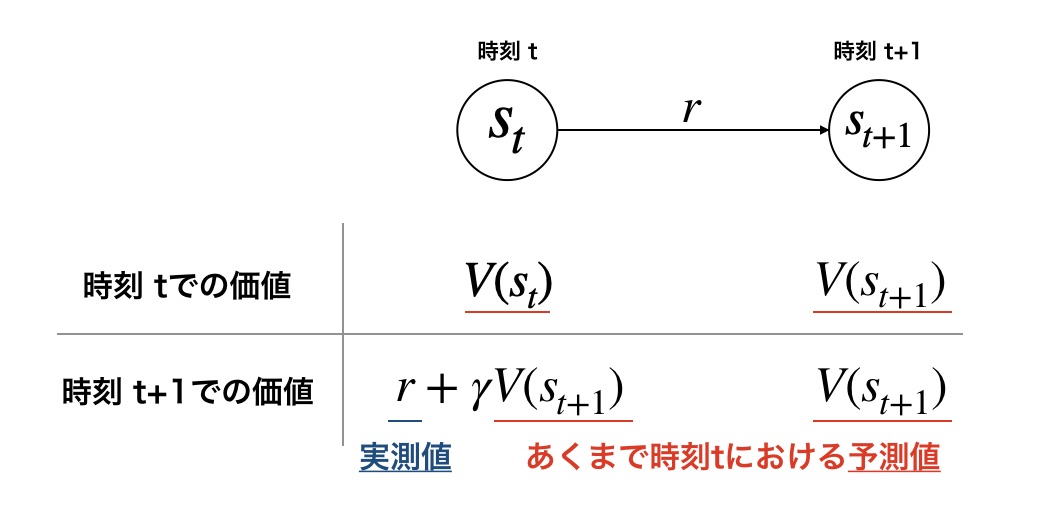 時刻 t 時刻 t+1
s_t r s_{t+1}
時刻 tでの価値 V(s_t) V(s_{t+1})
時刻 t+1での価値 r + γV(s_{t+1}) V(s_{t+1})
実測値 あくまで時刻tにおける予測値